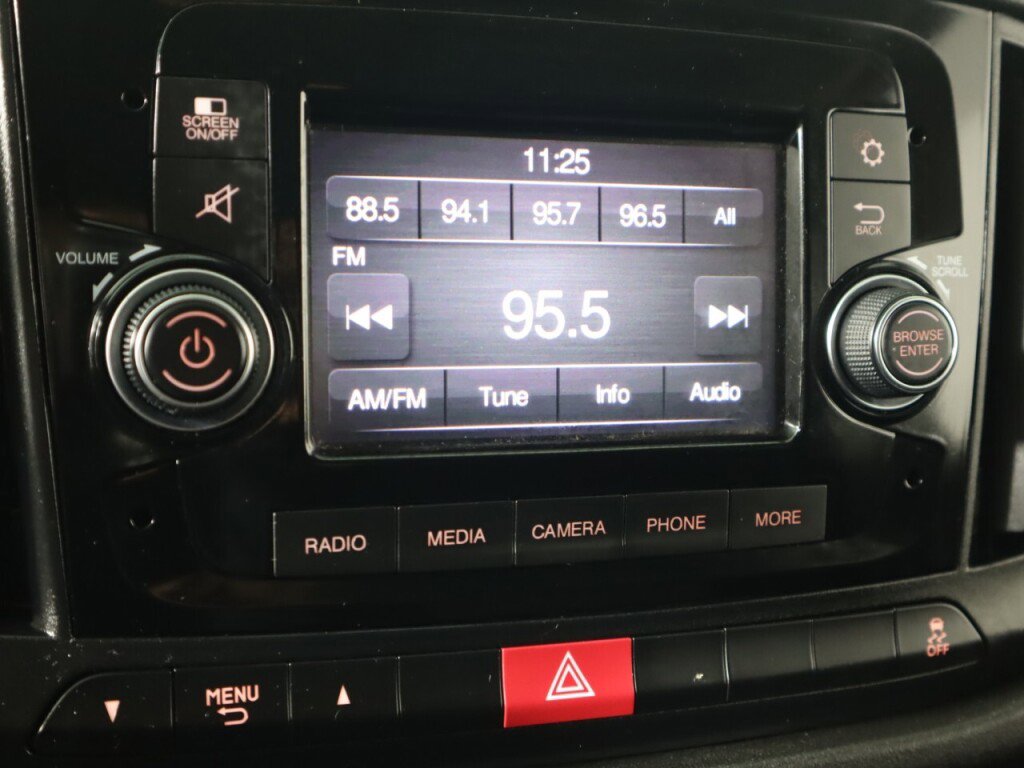 SCREEN
ON/OFF
11:25
88.5 94.1 95.7 96.5 All
BACK
FM
VOLUME
TUNE
SCROLL
95.5
BROWSE
ENTER
AM/FM Tune Info Audio
RADIO MEDIA CAMERA PHONE MORE
OFF
MENU